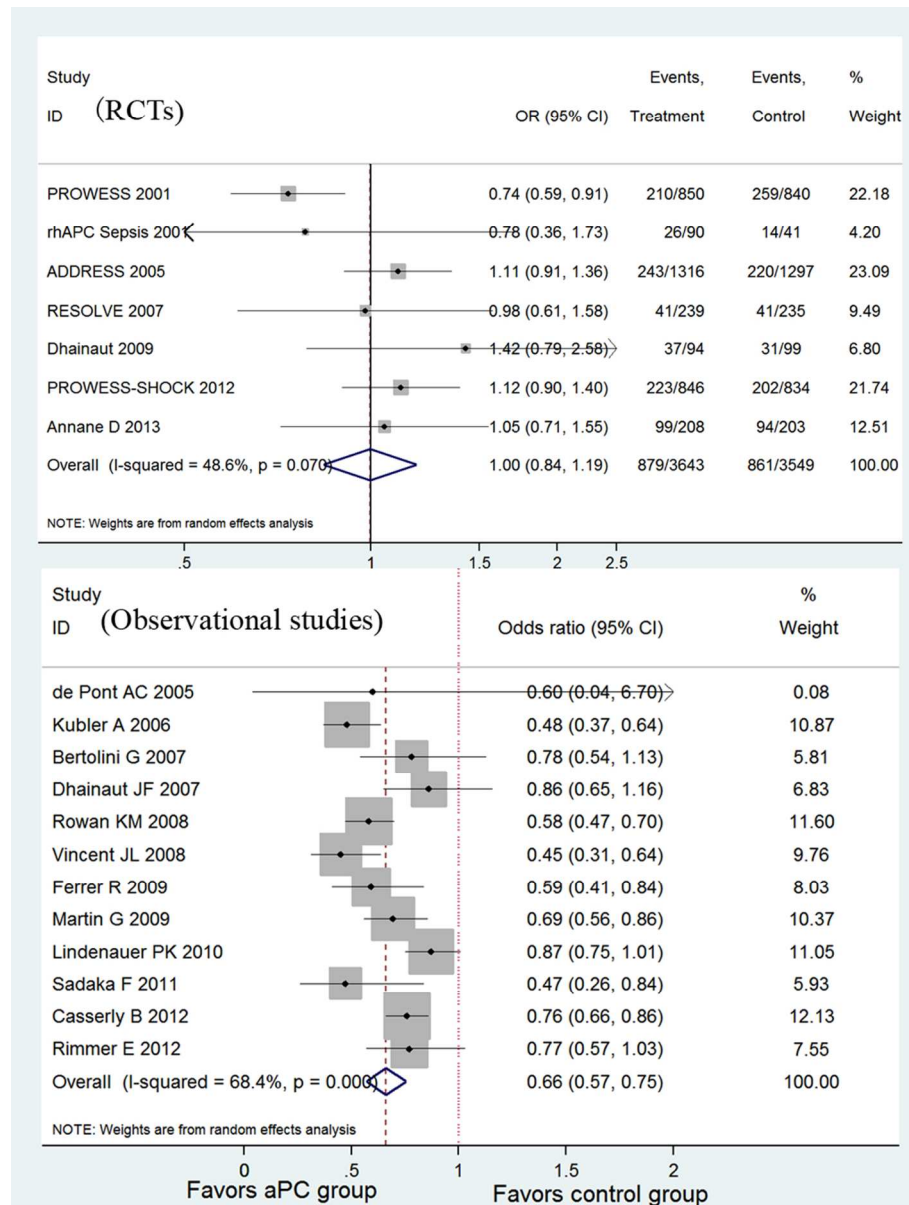 Study Events, Events, %
ID (RCTs) OR (95% CI) Treatment Control Weight
PROWESS 2001 0.74 (0.59, 0.91) 210/850 259/840 22.18
rhAPC Sepsis 2001 0.78 (0.36, 1.73) 26/90 14/41 4.20
ADDRESS 2005 1.11 (0.91, 1.36) 243/1316 220/1297 23.09
RESOLVE 2007 0.98 (0.61, 1.58) 41/239 41/235 9.49
Dhainaut 2009 1.42 (0.79, 2.58) 37/94 31/99 6.80
PROWESS-SHOCK 2012 1.12 (0.90, 1.40) 223/846 202/834 21.74
Annane D 2013 1.05 (0.71, 1.55) 99/208 94/203 12.51
Overall (I-squared = 48.6%, p = 0.070) 1.00 (0.84, 1.19) 879/3643 861/3549 100.00
NOTE: Weights are from random effects analysis
.5 1 1.5 2 2.5
Study %
ID (Observational studies) Odds ratio (95% CI) Weight
de Pont AC 2005 0.60 (0.04, 6.70) 0.08
Kubler A 2006 0.48 (0.37, 0.64) 10.87
Bertolini G 2007 0.78 (0.54, 1.13) 5.81
Dhainaut JF 2007 0.86 (0.65, 1.16) 6.83
Rowan KM 2008 0.58 (0.47, 0.70) 11.60
Vincent JL 2008 0.45 (0.31, 0.64) 9.76
Ferrer R 2009 0.59 (0.41, 0.84) 8.03
Martin G 2009 0.69 (0.56, 0.86) 10.37
Lindenauer PK 2010 0.87 (0.75, 1.01) 11.05
Sadaka F 2011 0.47 (0.26, 0.84) 5.93
Casserly B 2012 0.76 (0.66, 0.86) 12.13
Rimmer E 2012 0.77 (0.57, 1.03) 7.55
Overall (I-squared = 68.4%, p = 0.000) 0.66 (0.57, 0.75) 100.00
NOTE: Weights are from random effects analysis
0 .5 1 1.5 2
Favors aPC group Favors control group